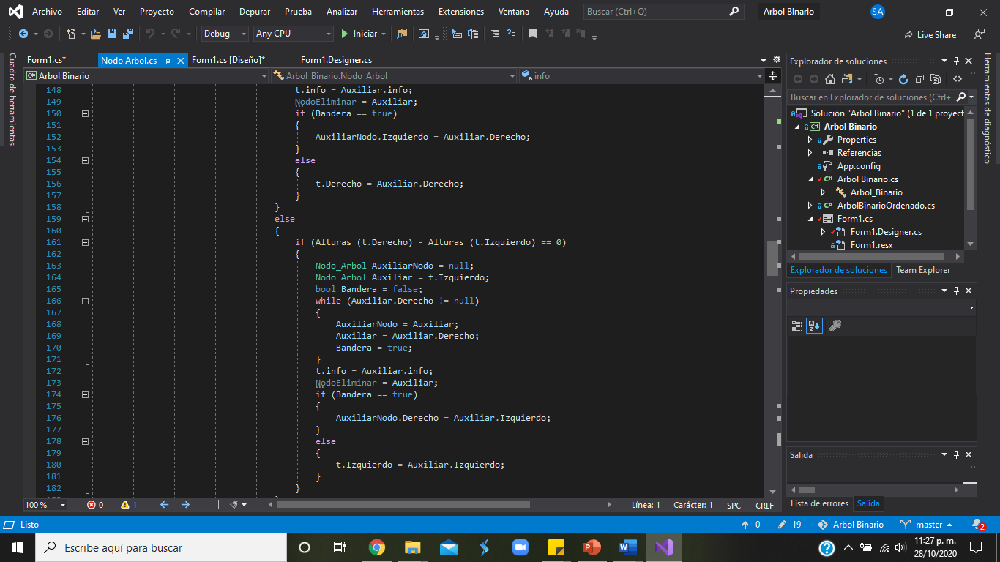 Archivo Editar Ver Proyecto Compilar Depurar Prueba Analizar Herramientas Extensiones Ventana Ayuda Buscar (Ctrl+Q) Arbol Binario SA
Debug Any CPU Iniciar Live Share
Cuadro de herramientas
Form1.cs* Nodo Arbol.cs Form1.cs [Diseño]* Form1.Designer.cs
C# Arbol Binario Arbol_Binario.Nodo_Arbol info
148 t.info = Auxiliar.info;
149 NodoEliminar = Auxiliar;
150 if (Bandera == true)
151 {
152 AuxiliarNodo.Izquierdo = Auxiliar.Derecho;
153 }
154 else
155 {
156 t.Derecho = Auxiliar.Derecho;
157 }
158 }
159 else
160 {
161 if (Alturas (t.Derecho) - Alturas (t.Izquierdo) == 0)
162 {
163 Nodo_Arbol AuxiliarNodo = null;
164 Nodo_Arbol Auxiliar = t.Izquierdo;
165 bool Bandera = false;
166 while (Auxiliar.Derecho != null)
167 {
168 AuxiliarNodo = Auxiliar;
169 Auxiliar = Auxiliar.Derecho;
170 Bandera = true;
171 }
172 t.info = Auxiliar.info;
173 NodoEliminar = Auxiliar;
174 if (Bandera == true)
175 {
176 AuxiliarNodo.Derecho = Auxiliar.Izquierdo;
177 }
178 else
179 {
180 t.Izquierdo = Auxiliar.Izquierdo;
181 }
182 }
100 % 0 1 Línea: 1 Carácter: 1 SPC CRLF
Explorador de soluciones
Buscar en Explorador de soluciones (Ctrl+
Solución "Arbol Binario" (1 de 1 proyect
C# Arbol Binario
Properties
Referencias
App.config
C# Arbol Binario.cs
Arbol_Binario
C# ArbolBinarioOrdenado.cs
Form1.cs
Form1.Designer.cs
Form1.resx
Explorador de soluciones Team Explorer
Propiedades
Salida
Lista de errores Salida
Herramientas de diagnóstico
Listo 0 19 Arbol Binario master 2
Escribe aquí para buscar
11:27 p. m.
28/10/2020